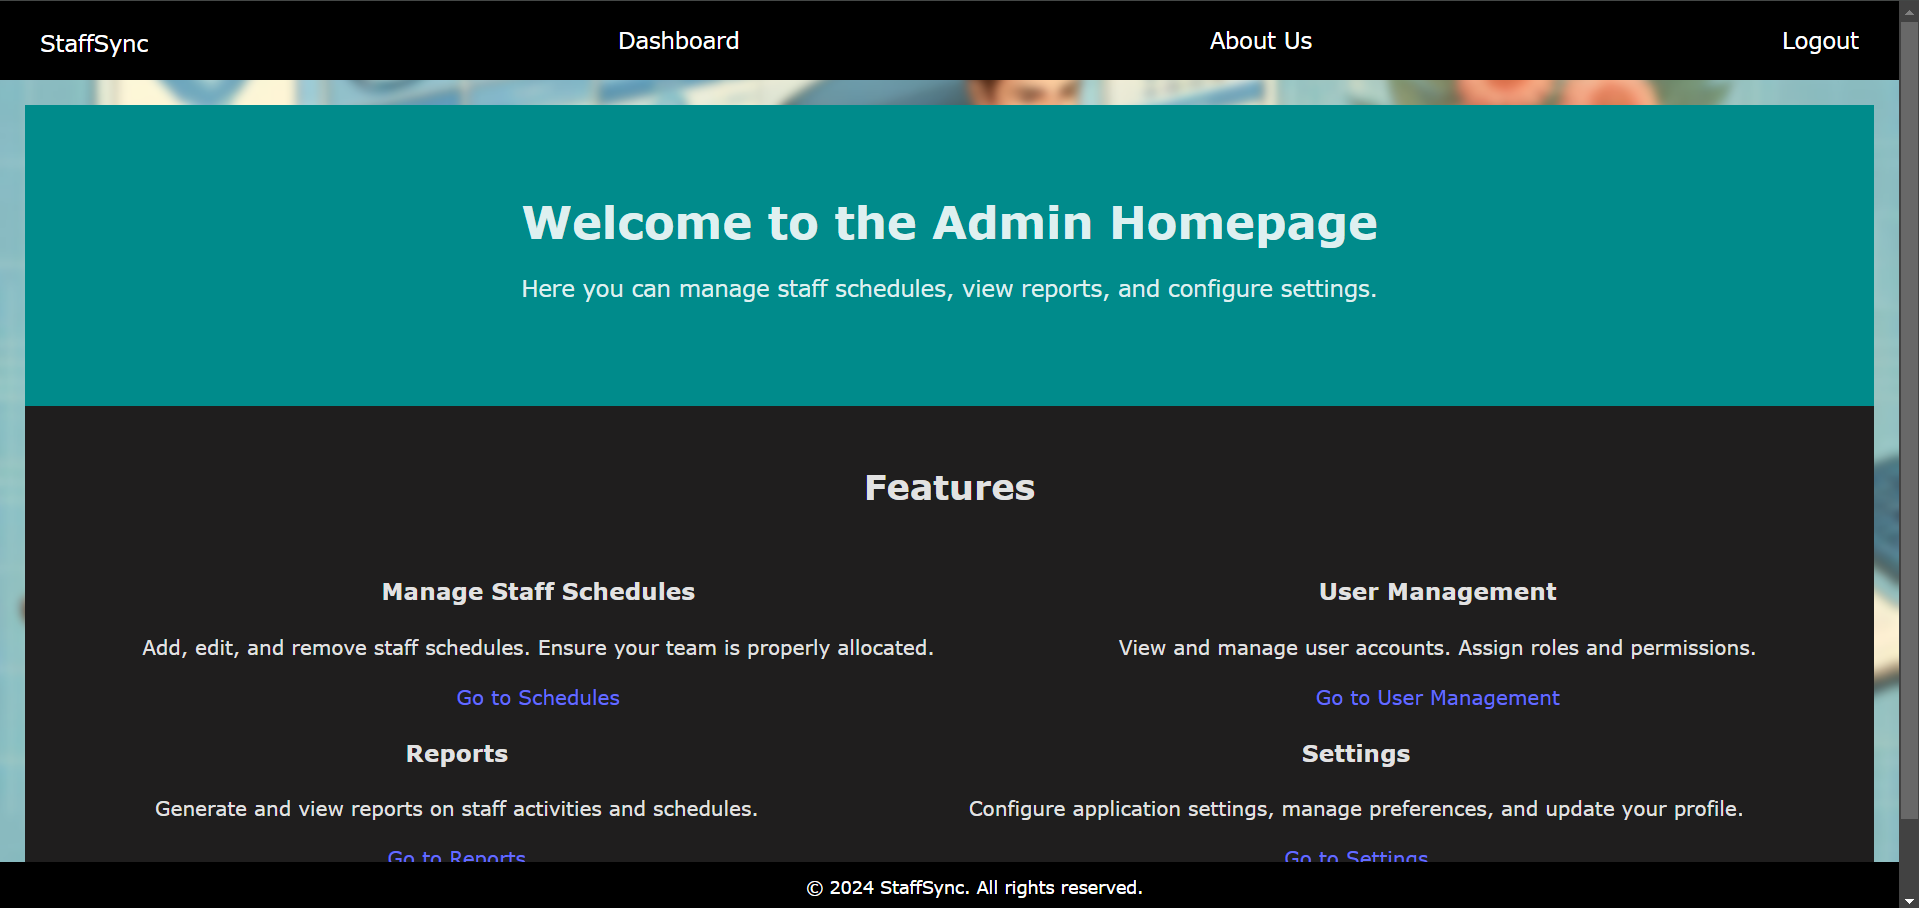 StaffSync
Dashboard
About Us
Logout
Welcome to the Admin Homepage
Here you can manage staff schedules, view reports, and configure settings.
Features
Manage Staff Schedules
Add, edit, and remove staff schedules. Ensure your team is properly allocated.
Go to Schedules
User Management
View and manage user accounts. Assign roles and permissions.
Go to User Management
Reports
Generate and view reports on staff activities and schedules.
Go to Reports
Settings
Configure application settings, manage preferences, and update your profile.
Go to Settings
© 2024 StaffSync. All rights reserved.